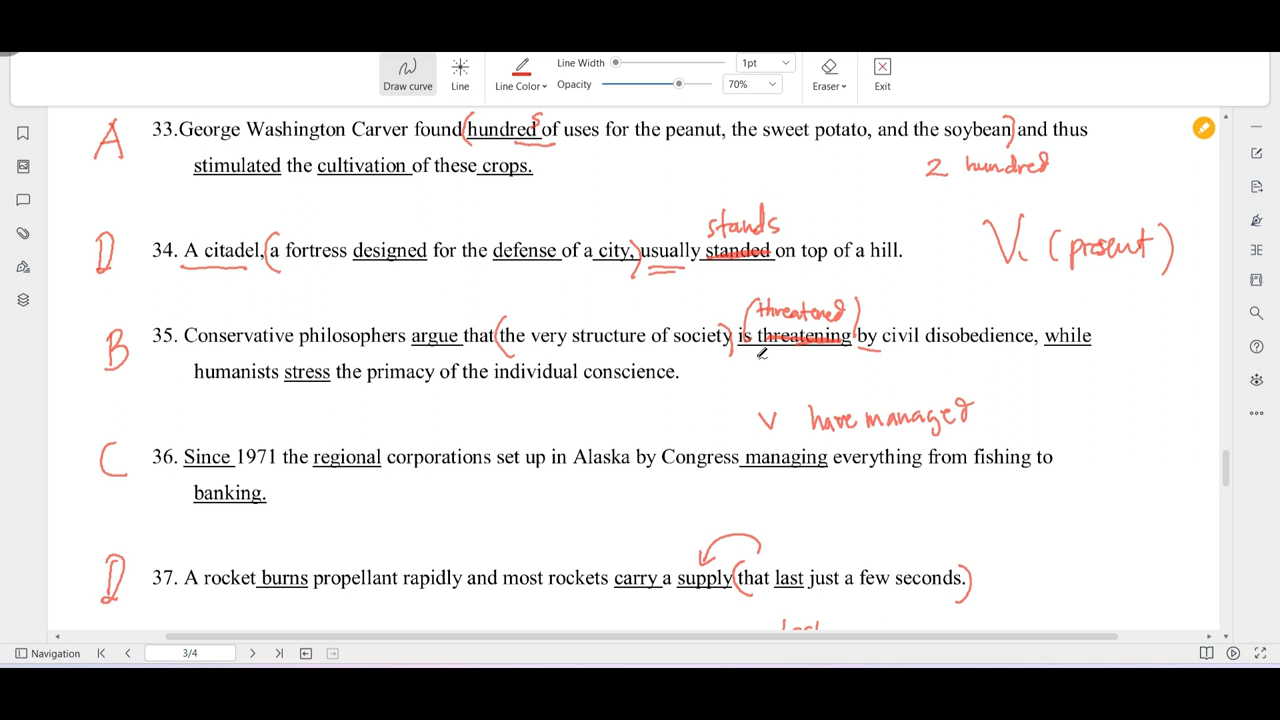 Line Width
1pt
Draw curve
Line
Line Color
Opacity
70%
Eraser
Exit
A
s
33.George Washington Carver found (hundred of uses for the peanut, the sweet potato, and the soybean) and thus
stimulated the cultivation of these crops.
2 hundred
stands
D
34. A citadel, (a fortress designed for the defense of a city,) usually standed on top of a hill.
V. (present)
(threatened)
B
35. Conservative philosophers argue that (the very structure of society) is threatening by civil disobedience, while
humanists stress the primacy of the individual conscience.
V have managed
C
36. Since 1971 the regional corporations set up in Alaska by Congress managing everything from fishing to
banking.
D
37. A rocket burns propellant rapidly and most rockets carry a supply (that last just a few seconds.)
Navigation
3/4